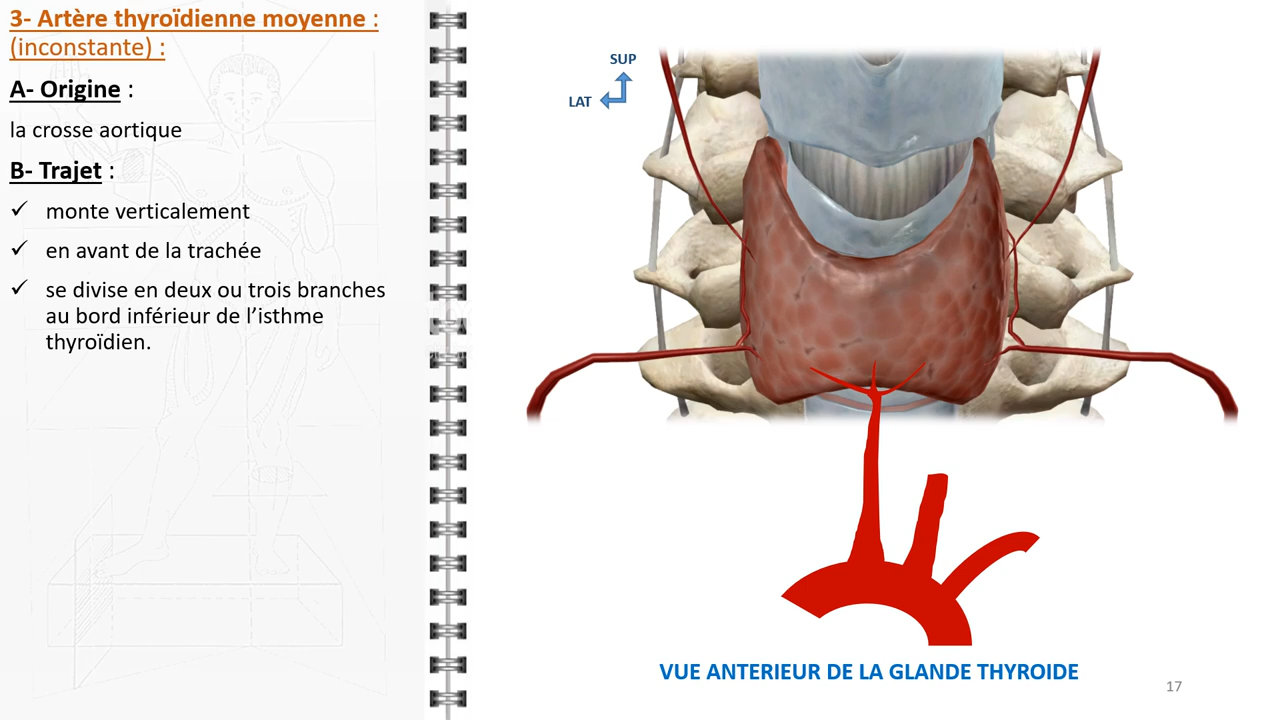 3- Artère thyroïdienne moyenne :
(inconstante) :
A- Origine :
la crosse aortique
B- Trajet :
✓ monte verticalement
✓ en avant de la trachée
✓ se divise en deux ou trois branches
au bord inférieur de l’isthme
thyroïdien.
SUP
LAT
VUE ANTERIEUR DE LA GLANDE THYROIDE
17